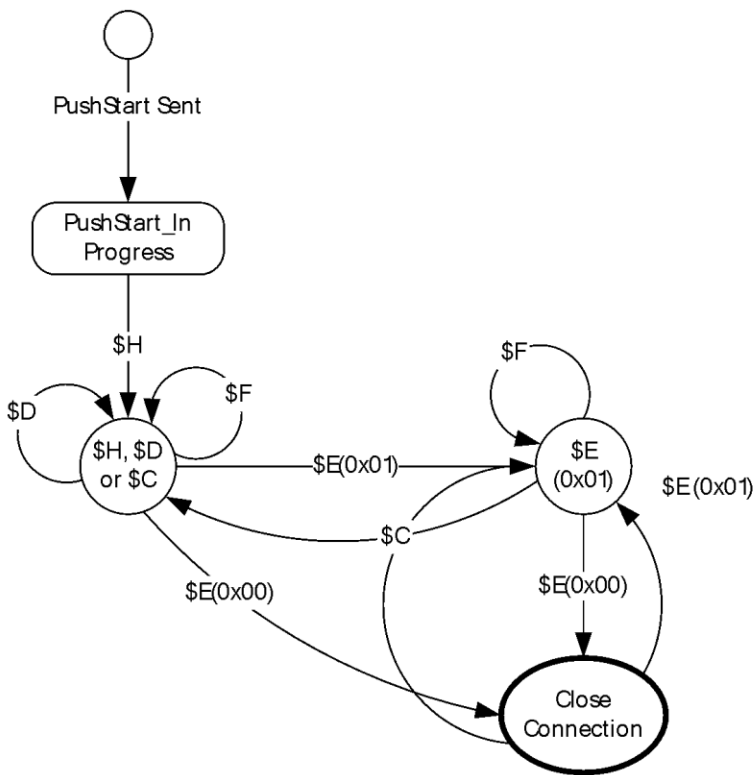 PushStart Sent
PushStart_In
Progress
$H
$F
$D
$F
$H, $D
or $C
$E(0x01)
$E
(0x01)
$E(0x01)
$C
$E(0x00)
$E(0x00)
Close
Connection